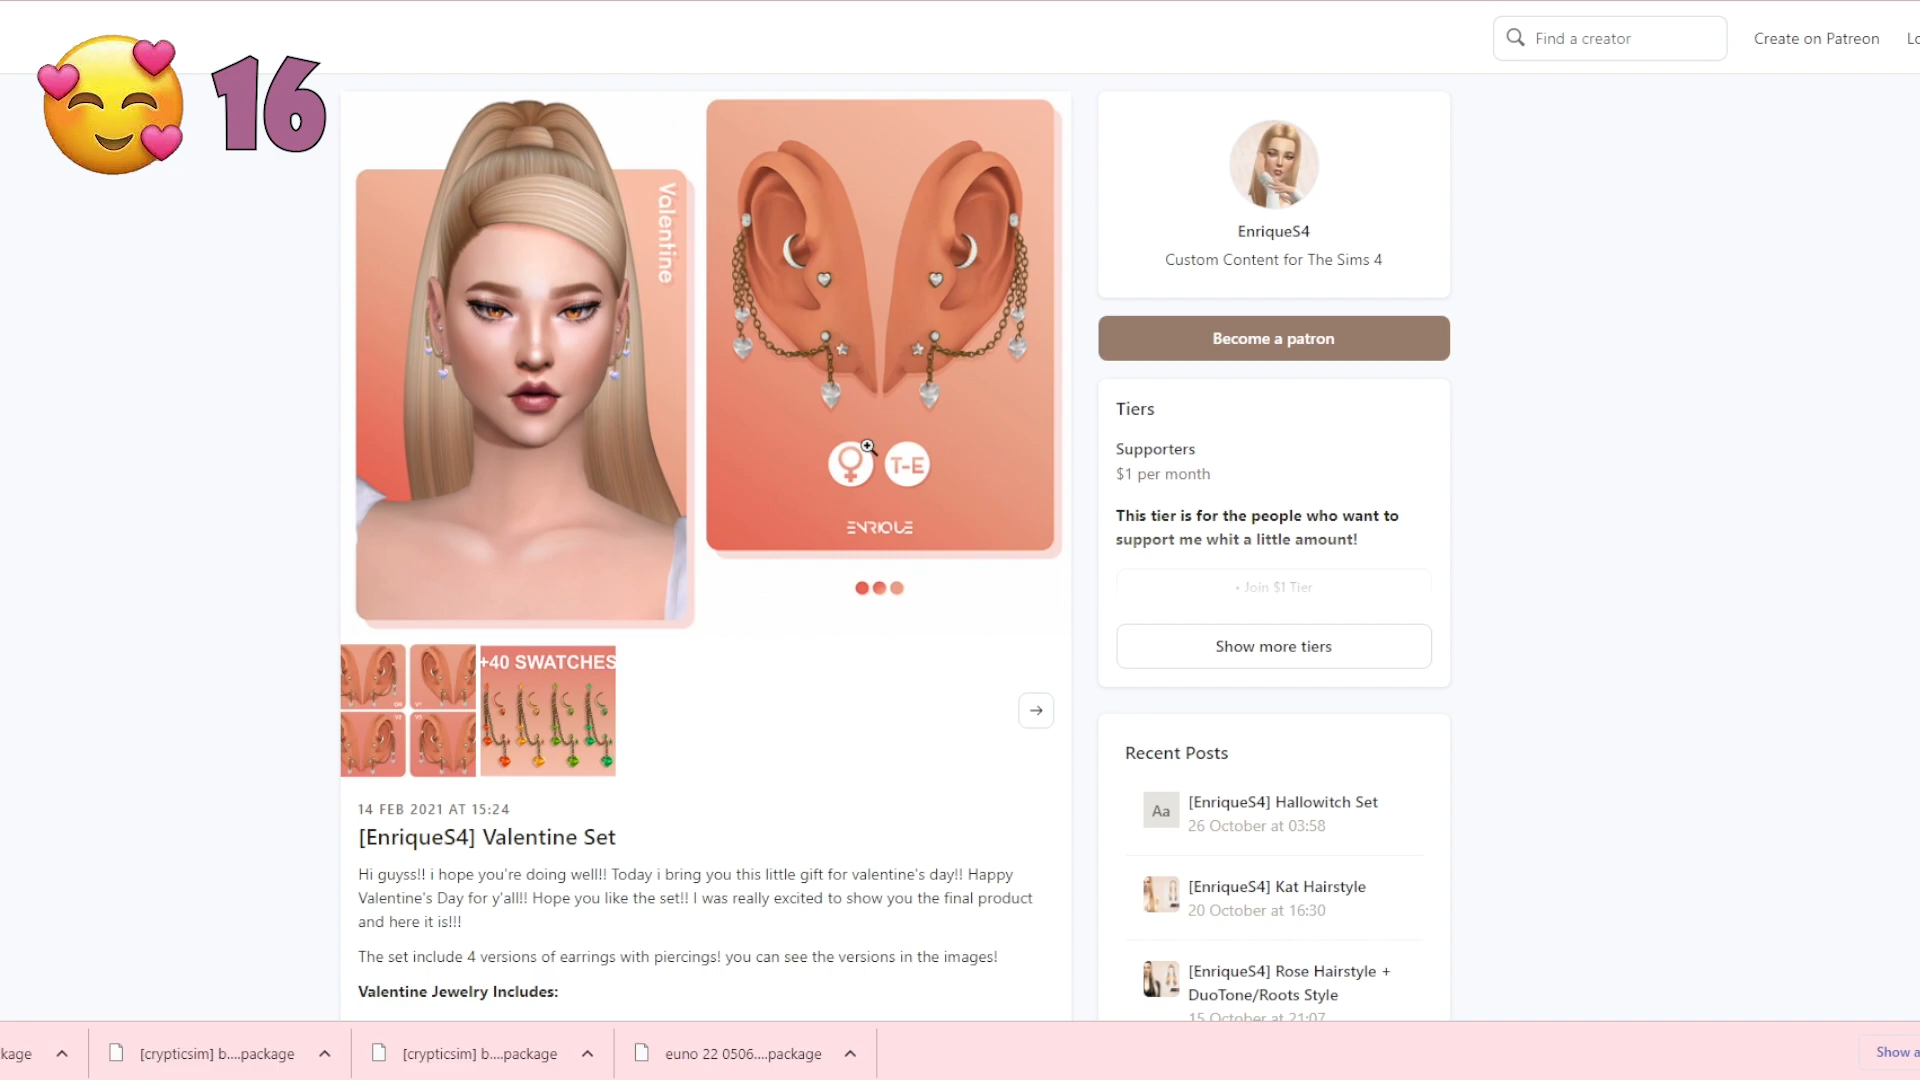 16
Find a creator
Create on Patreon
Valentine
T-E
ENRIQUE
+40 SWATCHES
14 FEB 2021 AT 15:24
[EnriqueS4] Valentine Set
Hi guyss!! i hope you're doing well!! Today i bring you this little gift for valentine's day!! Happy
Valentine's Day for y'all!! Hope you like the set!! I was really excited to show you the final product
and here it is!!!
The set include 4 versions of earrings with piercings! you can see the versions in the images!
Valentine Jewelry Includes:
EnriqueS4
Custom Content for The Sims 4
Become a patron
Tiers
Supporters
$1 per month
This tier is for the people who want to
support me whit a little amount!
• Join $1 Tier
Show more tiers
Recent Posts
Aa
[EnriqueS4] Hallowitch Set
26 October at 03:58
[EnriqueS4] Kat Hairstyle
20 October at 16:30
[EnriqueS4] Rose Hairstyle +
DuoTone/Roots Style
15 October at 21:07
kage
[crypticsim] b....package
[crypticsim] b....package
euno 22 0506....package
Show a